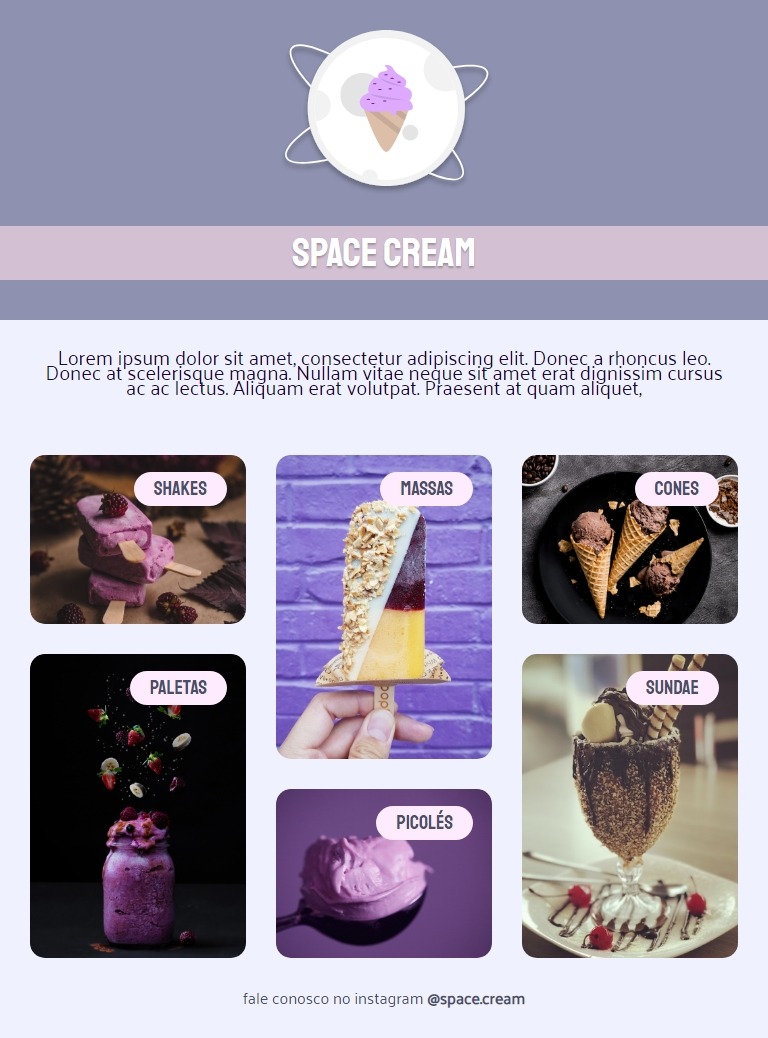 SPACE CREAM
Lorem ipsum dolor sit amet, consectetur adipiscing elit. Donec a rhoncus leo.
Donec at scelerisque magna. Nullam vitae neque sit amet erat dignissim cursus
ac ac lectus. Aliquam erat volutpat. Praesent at quam aliquet,
SHAKES
MASSAS
CONES
PALETAS
SUNDAE
PICOLÉS
fale conosco no instagram @space.cream